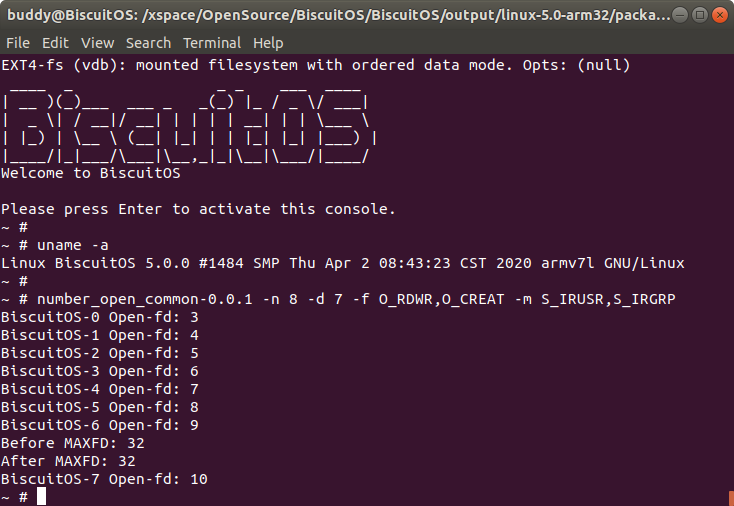 buddy@BiscuitOS: /xspace/OpenSource/BiscuitOS/BiscuitOS/output/linux-5.0-arm32/packa...
File Edit View Search Terminal Help
EXT4-fs (vdb): mounted filesystem with ordered data mode. Opts: (null)
BiscuitOS
Welcome to BiscuitOS
Please press Enter to activate this console.
~ #
~ # uname -a
Linux BiscuitOS 5.0.0 #1484 SMP Thu Apr 2 08:43:23 CST 2020 armv7l GNU/Linux
~ #
~ # number_open_common-0.0.1 -n 8 -d 7 -f O_RDWR,O_CREAT -m S_IRUSR,S_IRGRP
BiscuitOS-0 Open-fd: 3
BiscuitOS-1 Open-fd: 4
BiscuitOS-2 Open-fd: 5
BiscuitOS-3 Open-fd: 6
BiscuitOS-4 Open-fd: 7
BiscuitOS-5 Open-fd: 8
BiscuitOS-6 Open-fd: 9
Before MAXFD: 32
After MAXFD: 32
BiscuitOS-7 Open-fd: 10
~ #